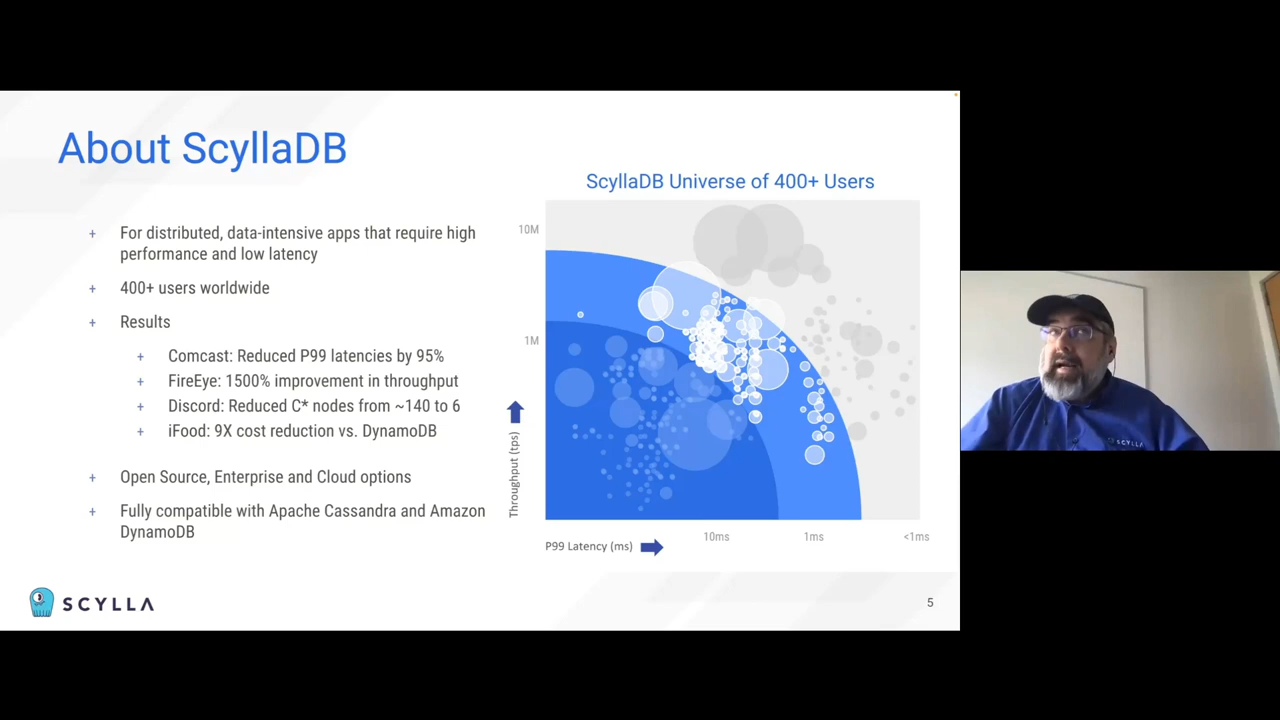 About ScyllaDB
+ For distributed, data-intensive apps that require high
performance and low latency
+ 400+ users worldwide
+ Results
+ Comcast: Reduced P99 latencies by 95%
+ FireEye: 1500% improvement in throughput
+ Discord: Reduced C* nodes from ~140 to 6
+ iFood: 9X cost reduction vs. DynamoDB
+ Open Source, Enterprise and Cloud options
+ Fully compatible with Apache Cassandra and Amazon
DynamoDB
ScyllaDB Universe of 400+ Users
10M
1M
Throughput (tps)
P99 Latency (ms)
10ms
1ms
<1ms
SCYLLA
5
SCYLLA